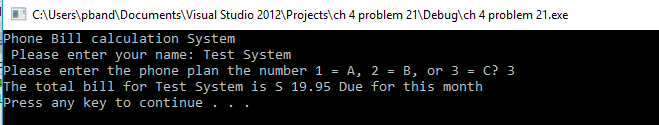 C:\Users\pband\Documents\Visual Studio 2012\Projects\ch 4 problem 21\Debug\ch 4 problem 21.exe
Phone Bill calculation System
 Please enter your name: Test System
Please enter the phone plan the number 1 = A, 2 = B, or 3 = C? 3
The total bill for Test System is S 19.95 Due for this month
Press any key to continue . . .